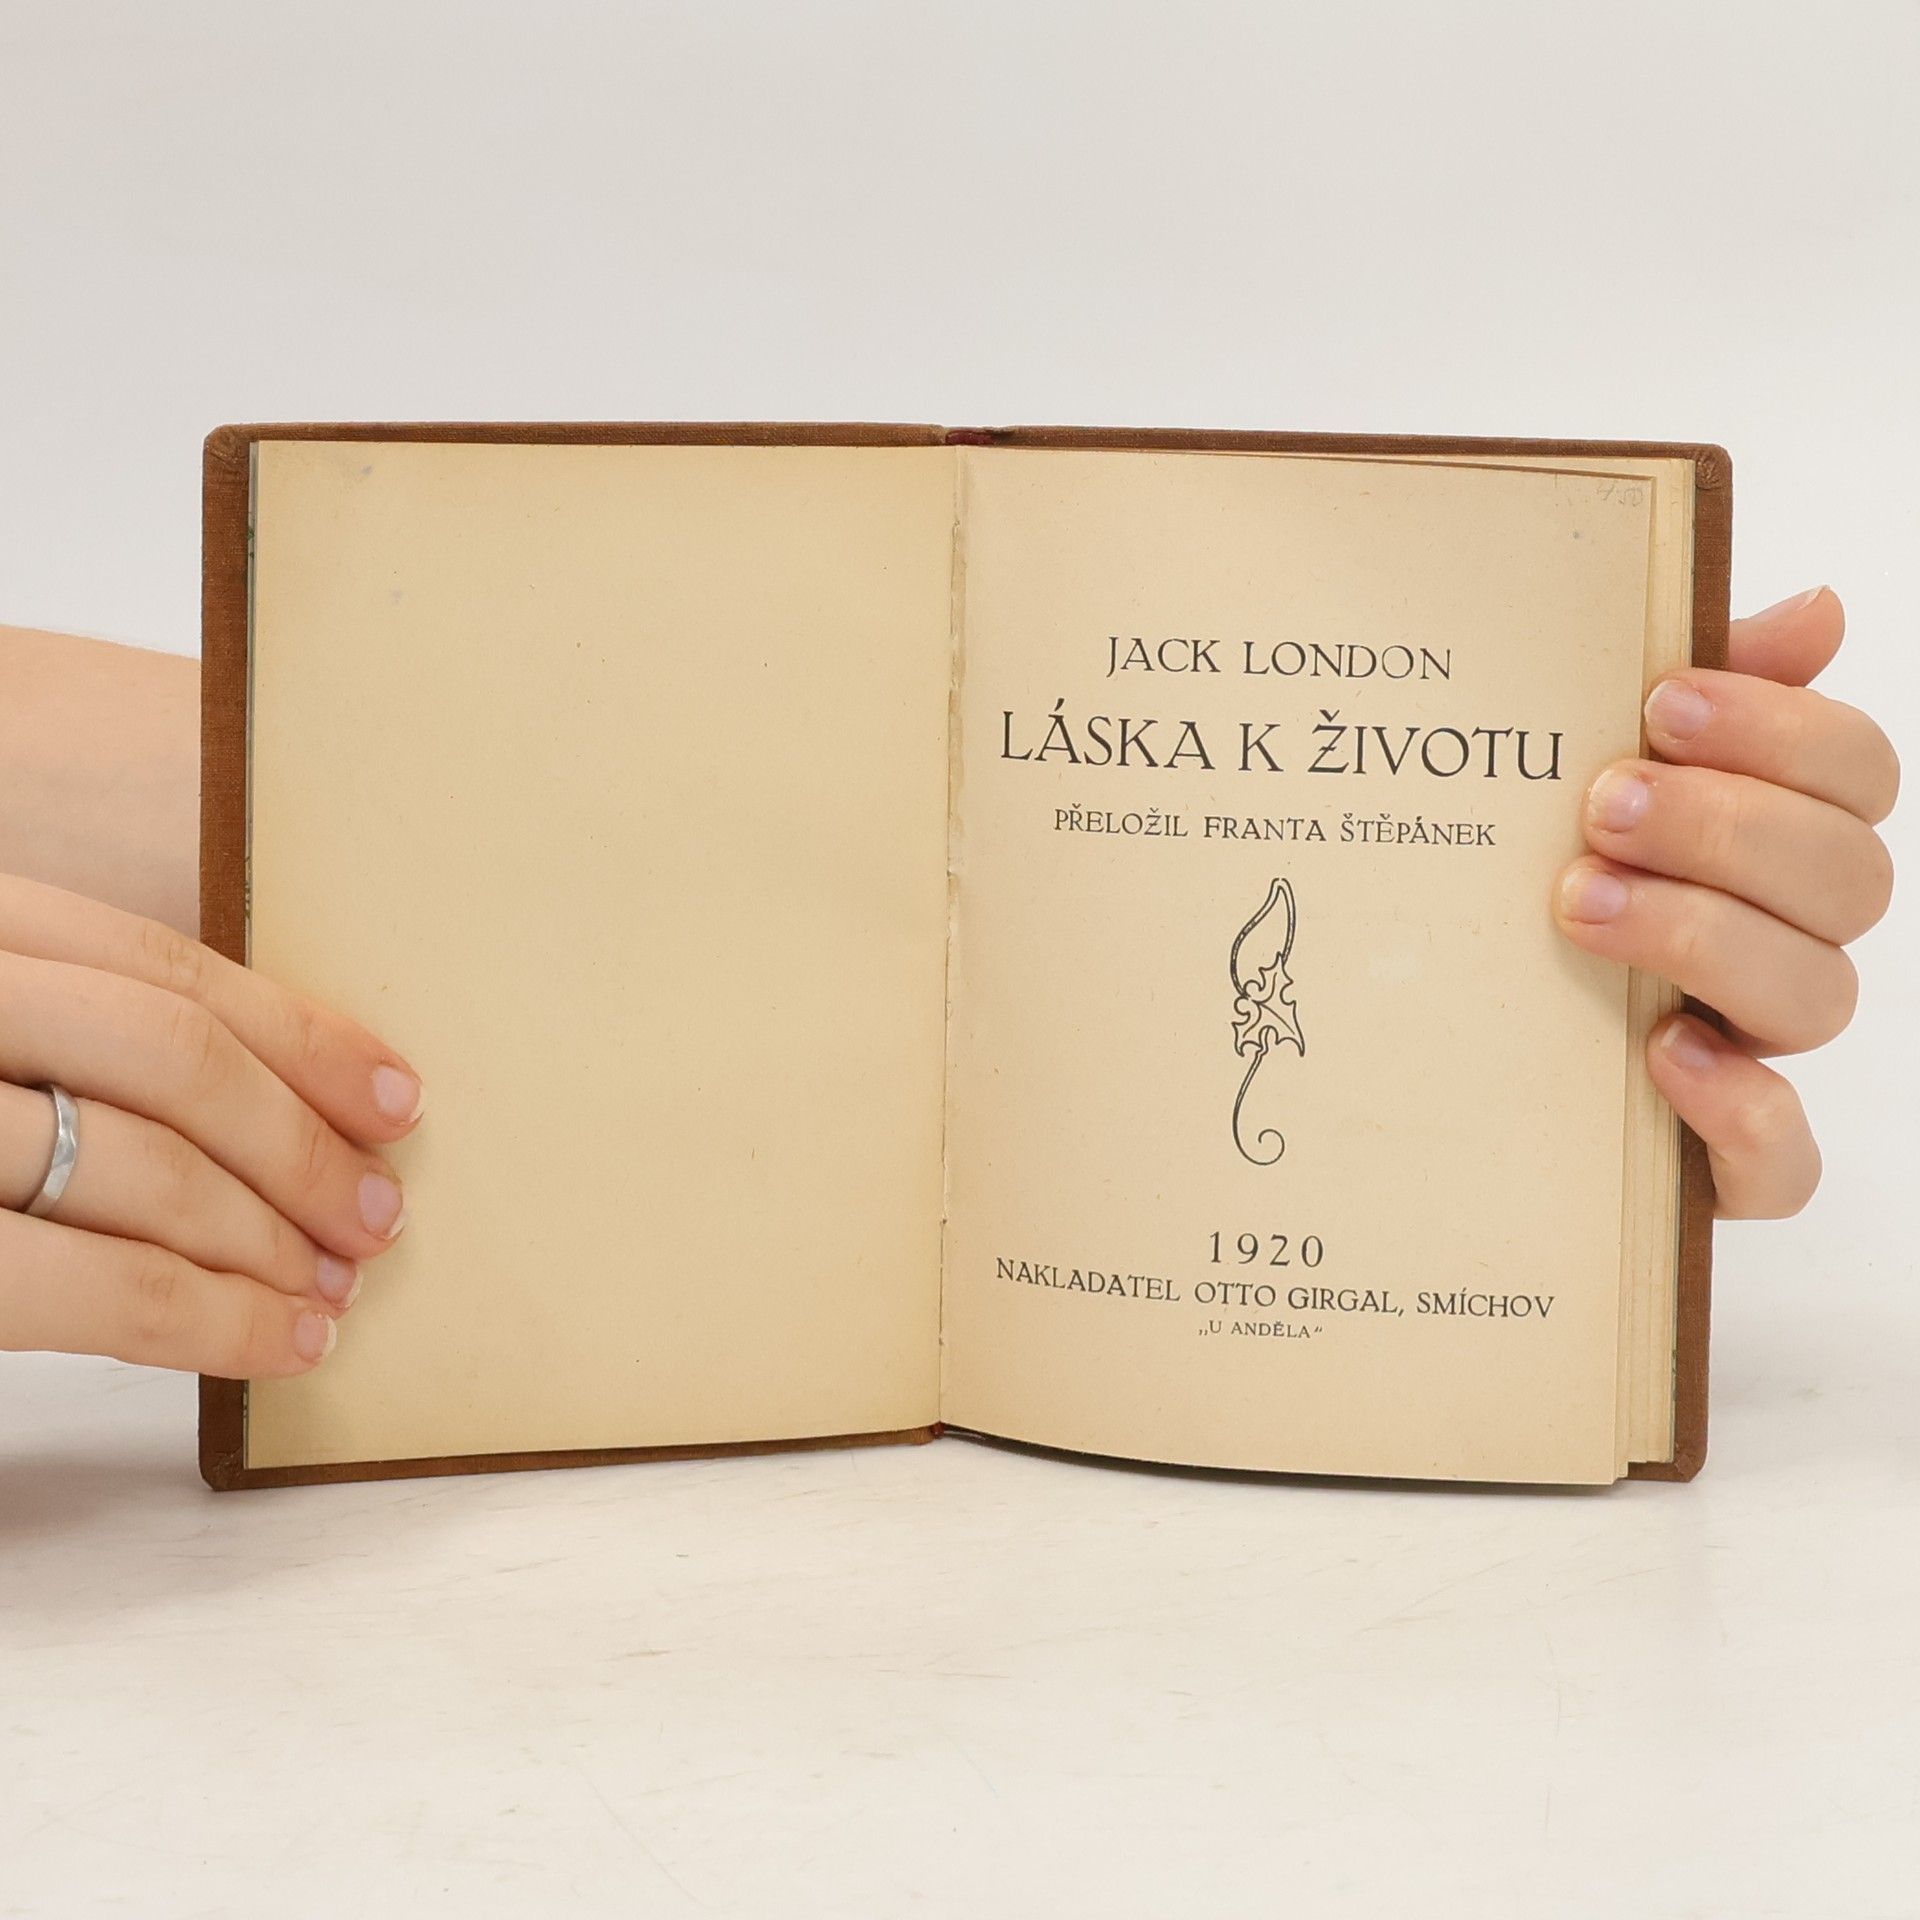 JACK LONDON
LÁSKA K ŽIVOTU
PŘELOŽIL FRANTA ŠTĚPÁNEK
1920
NAKLADATEL OTTO GIRGAL, SMÍCHOV
„U ANDĚLA“